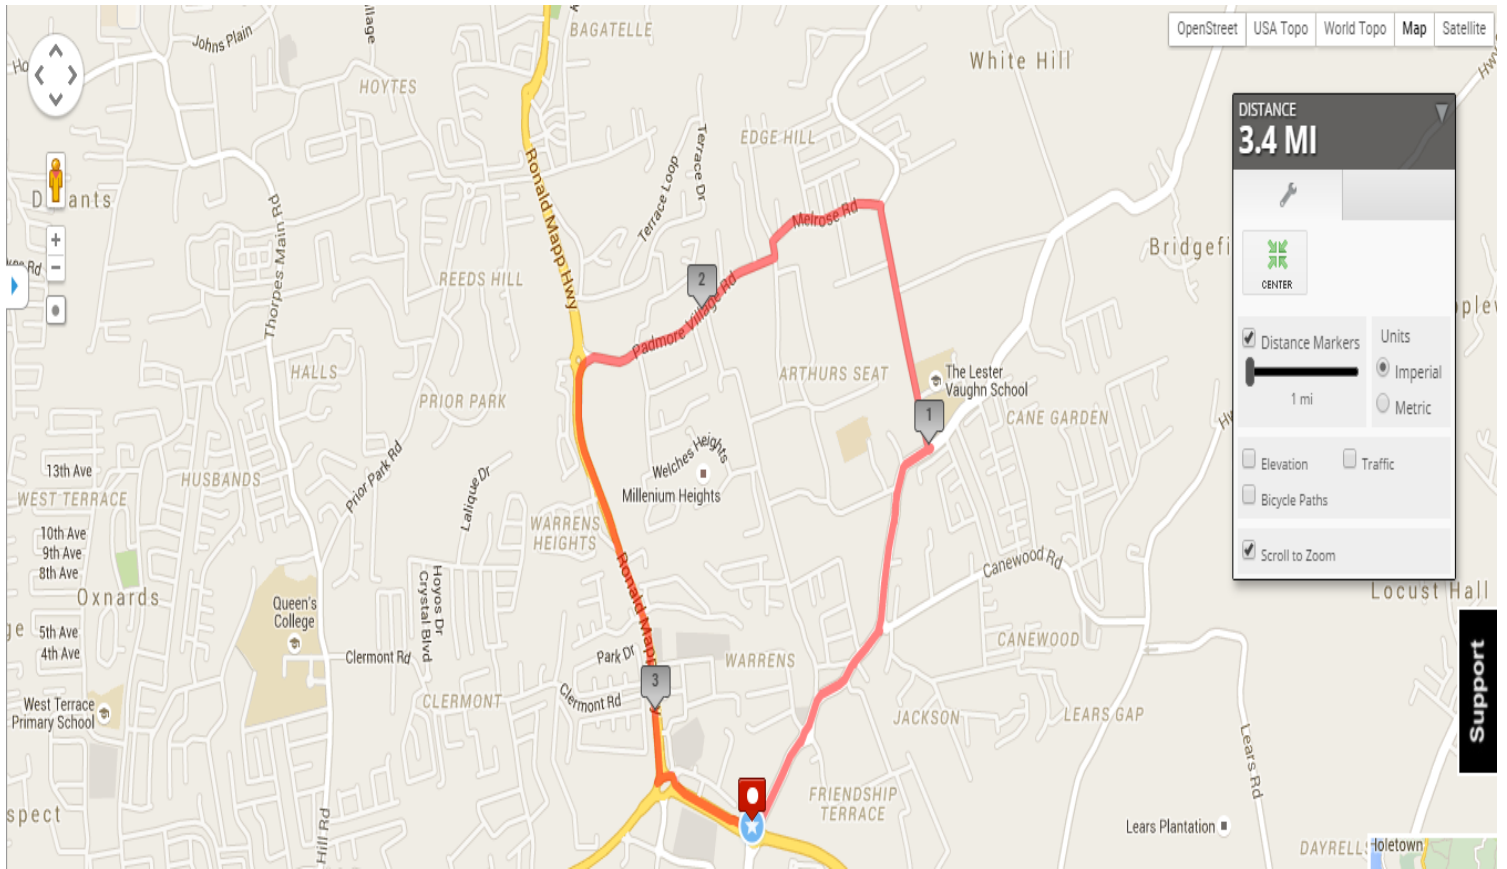 BAGATELLE
Johns Plain
HOYTES
White Hill
EDGE HILL
OpenStreet
USA Topo
World Topo
Map
Satellite
DISTANCE
3.4 MI
CENTER
Distance Markers
1 mi
Units
Imperial
Metric
Elevation
Traffic
Bicycle Paths
Scroll to Zoom
Ronald Mapp Hwy
Terrace Loop
Terrace Dr
Melrose Rd
Thorpes Main Rd
REEDS HILL
2
Padmore Village Rd
HALLS
PRIOR PARK
ARTHURS SEAT
The Lester
Vaughn School
1
CANE GARDEN
13th Ave
WEST TERRACE
HUSBANDS
Prior Park Rd
Lalique Dr
Welches Heights
Millenium Heights
WARRENS
HEIGHTS
10th Ave
9th Ave
8th Ave
Oxnards
Queen's
College
Hoyos Dr
Crystal Blvd
Canewood Rd
Locust Hall
5th Ave
4th Ave
Clermont Rd
Park Dr
WARRENS
CANEWOOD
3
West Terrace
Primary School
CLERMONT
Clermont Rd
JACKSON
LEARS GAP
Lears Rd
FRIENDSHIP
TERRACE
Lears Plantation
Hill Rd
Support
Holetown